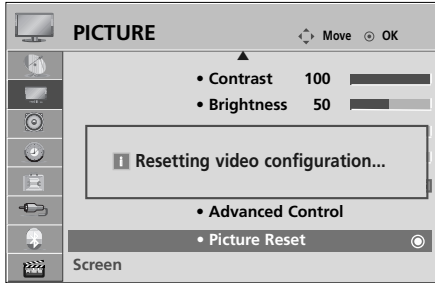 PICTURE
Move
OK
• Contrast 100
• Brightness 50
i Resetting video configuration...
• Advanced Control
• Picture Reset
Screen